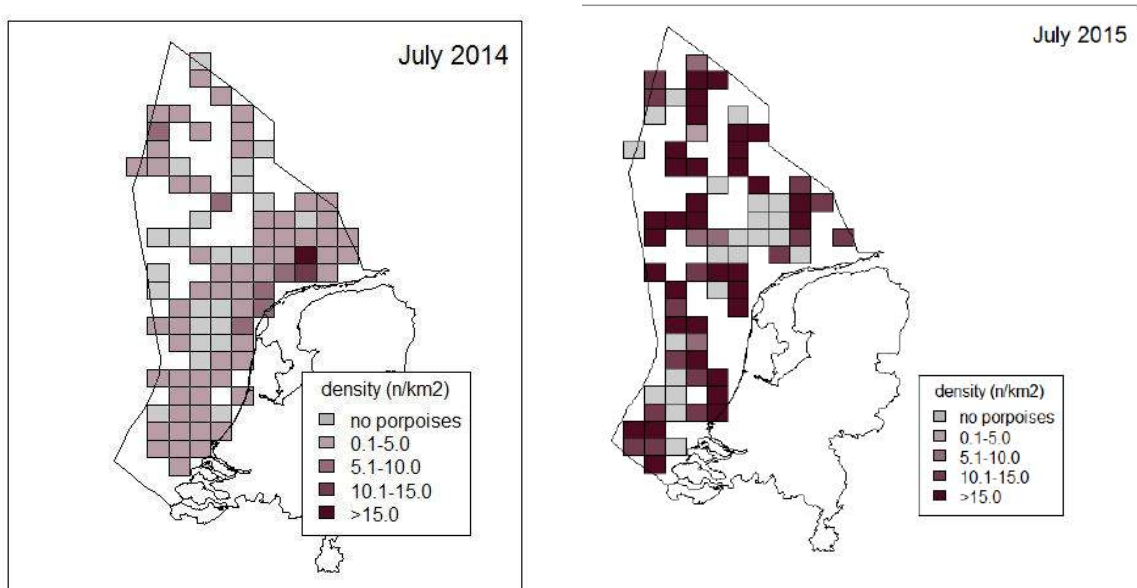 July 2014
density (n/km2)
no porpoises
0.1-5.0
5.1-10.0
10.1-15.0
>15.0
July 2015
density (n/km2)
no porpoises
0.1-5.0
5.1-10.0
10.1-15.0
>15.0